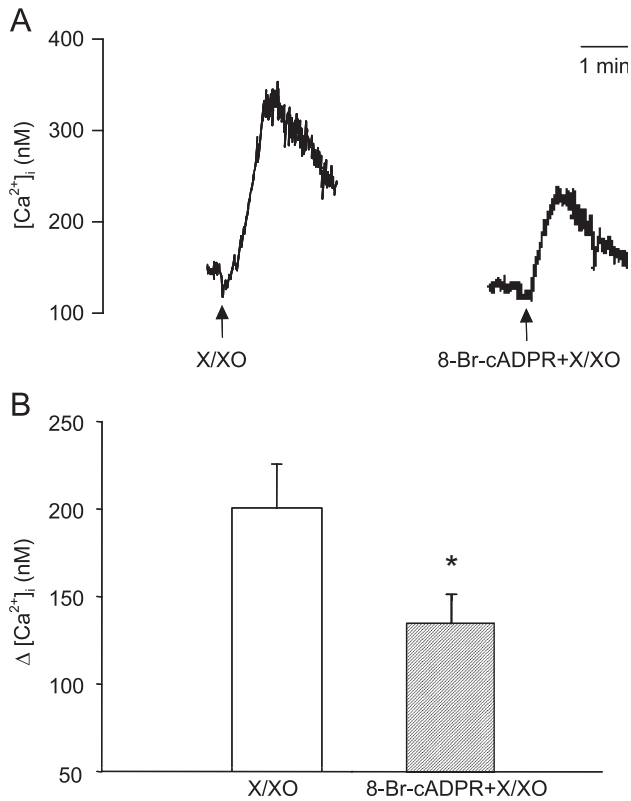 A
400
300
200
100
[Ca²⁺]ᵢ (nM)
1 min
X/XO
8-Br-cADPR+X/XO
B
250
200
150
100
50
Δ [Ca²⁺]ᵢ (nM)
*
X/XO
8-Br-cADPR+X/XO